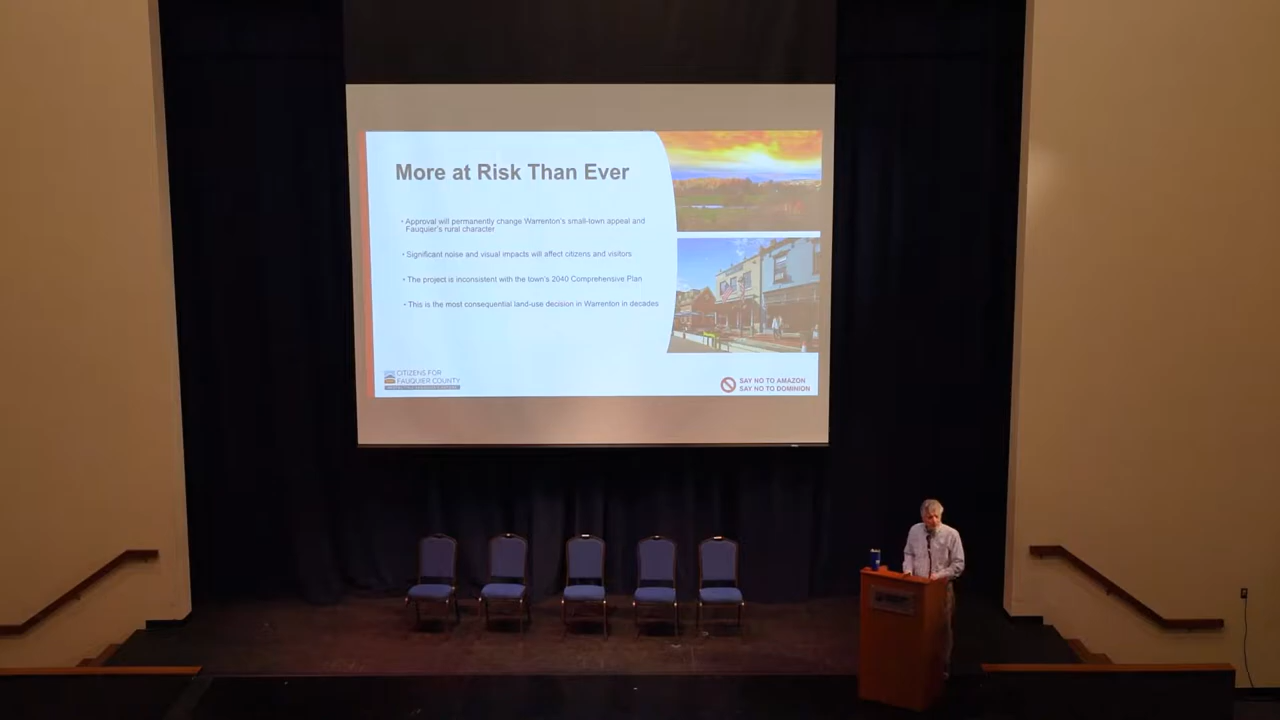 More at Risk Than Ever
• Approval will permanently change Warrenton's small-town appeal and
Fauquier's rural character
• Significant noise and visual impacts will affect citizens and visitors
• The project is inconsistent with the town's 2040 Comprehensive Plan
• This is the most consequential land-use decision in Warrenton in decades
CITIZENS FOR
FAUQUIER COUNTY
SAY NO TO AMAZON
SAY NO TO DOMINION